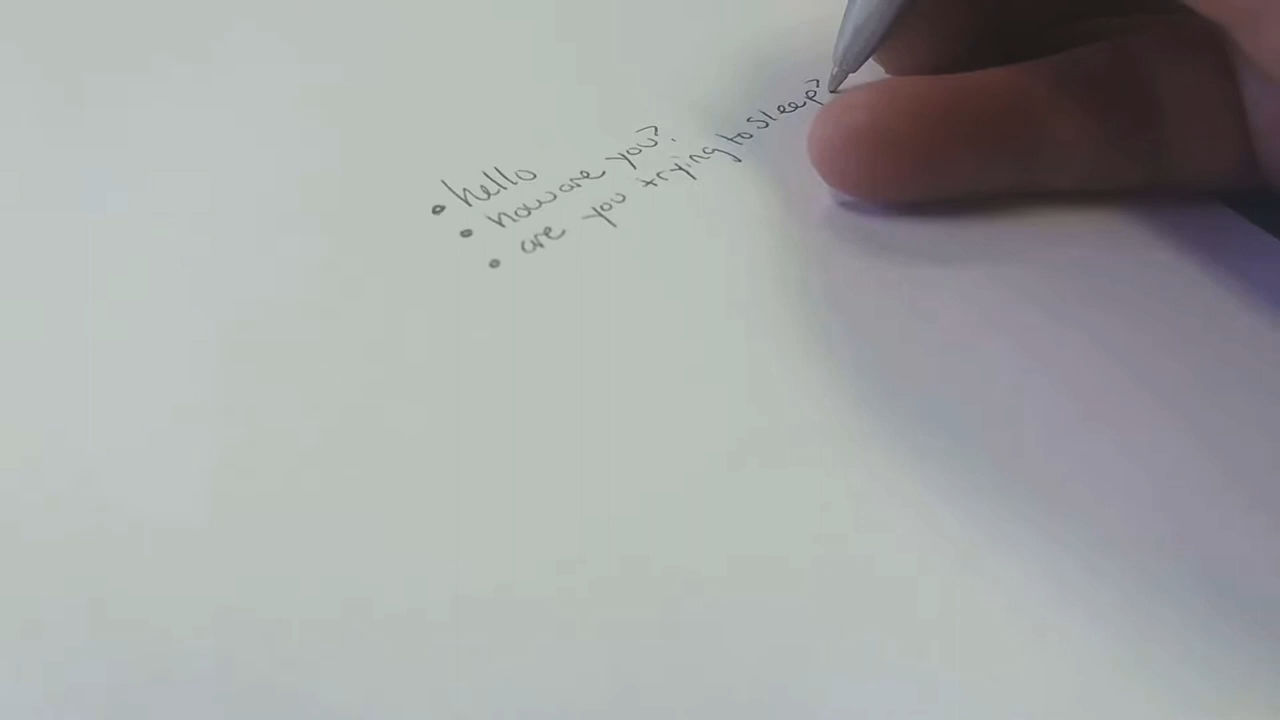 • hello
• how are you?
• are you trying to sleep?